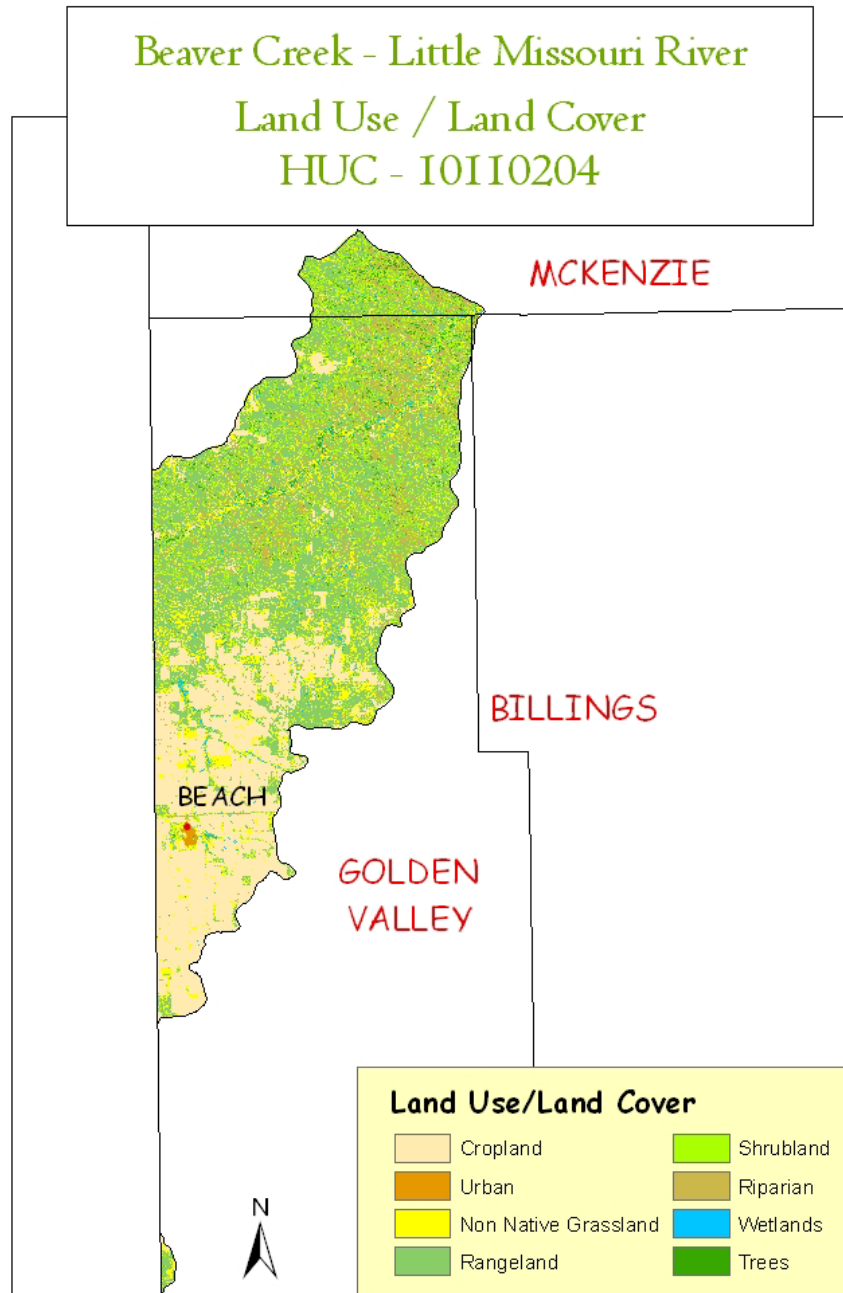 Beaver Creek - Little Missouri River
Land Use / Land Cover
HUC - 10110204
MCKENZIE
BILLINGS
BEACH
GOLDEN
VALLEY
N
Land Use/Land Cover
Cropland
Urban
Non Native Grassland
Rangeland
Shrubland
Riparian
Wetlands
Trees